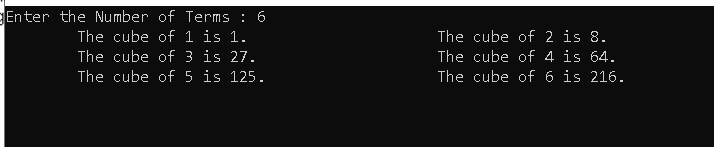 Enter the Number of Terms : 6
The cube of 1 is 1. The cube of 2 is 8.
The cube of 3 is 27. The cube of 4 is 64.
The cube of 5 is 125. The cube of 6 is 216.